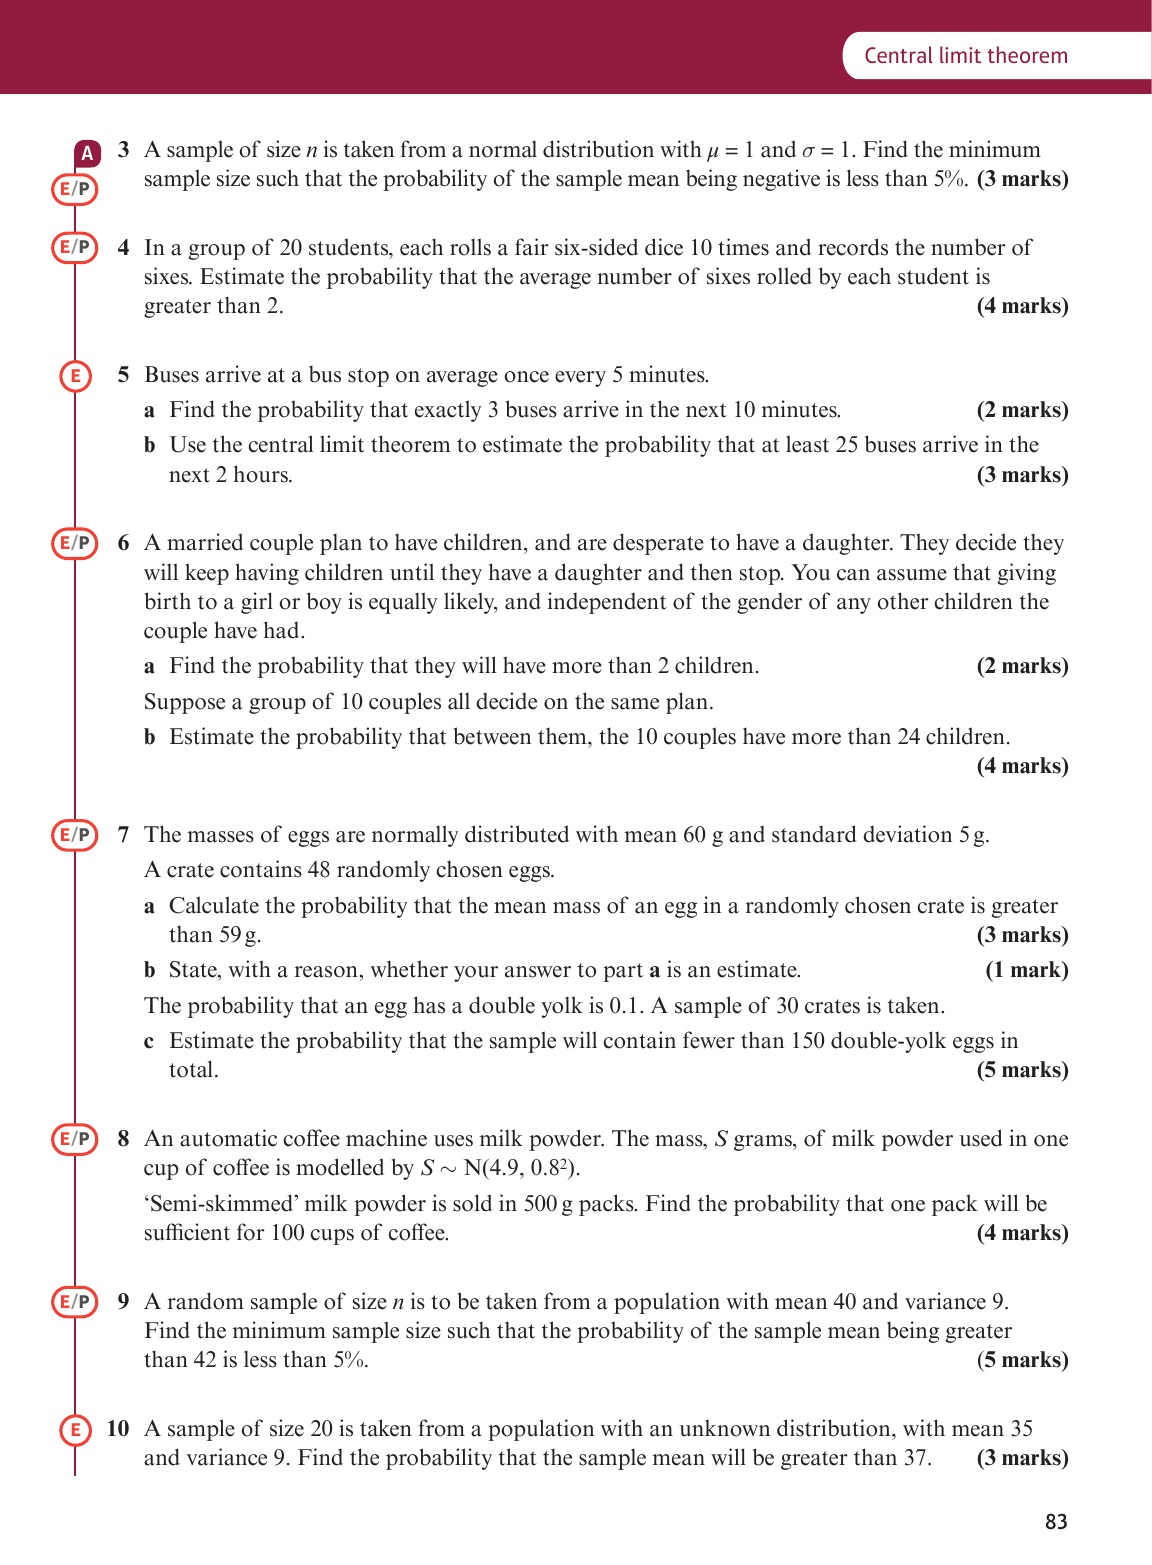 Central limit theorem
A
E/P
3 A sample of size n is taken from a normal distribution with μ = 1 and σ = 1. Find the minimum
sample size such that the probability of the sample mean being negative is less than 5%. (3 marks)
E/P
4 In a group of 20 students, each rolls a fair six-sided dice 10 times and records the number of
sixes. Estimate the probability that the average number of sixes rolled by each student is
greater than 2. (4 marks)
E
5 Buses arrive at a bus stop on average once every 5 minutes.
a Find the probability that exactly 3 buses arrive in the next 10 minutes. (2 marks)
b Use the central limit theorem to estimate the probability that at least 25 buses arrive in the
next 2 hours. (3 marks)
E/P
6 A married couple plan to have children, and are desperate to have a daughter. They decide they
will keep having children until they have a daughter and then stop. You can assume that giving
birth to a girl or boy is equally likely, and independent of the gender of any other children the
couple have had.
a Find the probability that they will have more than 2 children. (2 marks)
Suppose a group of 10 couples all decide on the same plan.
b Estimate the probability that between them, the 10 couples have more than 24 children.
(4 marks)
E/P
7 The masses of eggs are normally distributed with mean 60 g and standard deviation 5 g.
A crate contains 48 randomly chosen eggs.
a Calculate the probability that the mean mass of an egg in a randomly chosen crate is greater
than 59 g. (3 marks)
b State, with a reason, whether your answer to part a is an estimate. (1 mark)
The probability that an egg has a double yolk is 0.1. A sample of 30 crates is taken.
c Estimate the probability that the sample will contain fewer than 150 double-yolk eggs in
total. (5 marks)
E/P
8 An automatic coffee machine uses milk powder. The mass, S grams, of milk powder used in one
cup of coffee is modelled by S ~ N(4.9, 0.8²).
‘Semi-skimmed’ milk powder is sold in 500 g packs. Find the probability that one pack will be
sufficient for 100 cups of coffee. (4 marks)
E/P
9 A random sample of size n is to be taken from a population with mean 40 and variance 9.
Find the minimum sample size such that the probability of the sample mean being greater
than 42 is less than 5%. (5 marks)
E
10 A sample of size 20 is taken from a population with an unknown distribution, with mean 35
and variance 9. Find the probability that the sample mean will be greater than 37. (3 marks)
83